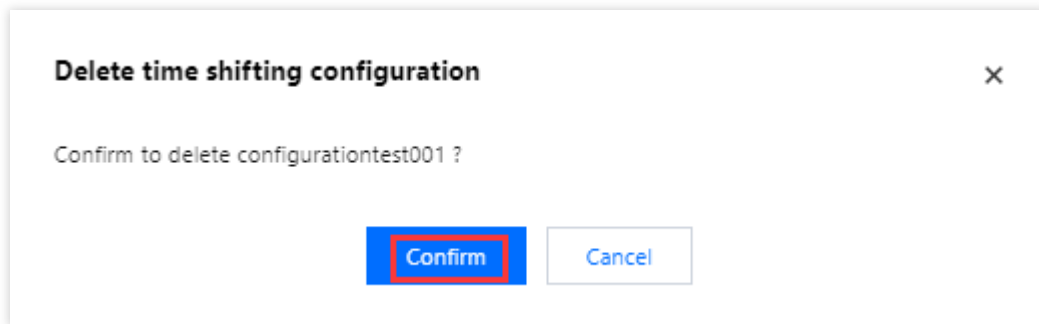 Delete time shifting configuration
Confirm to delete configurationtest001 ?
Confirm
Cancel